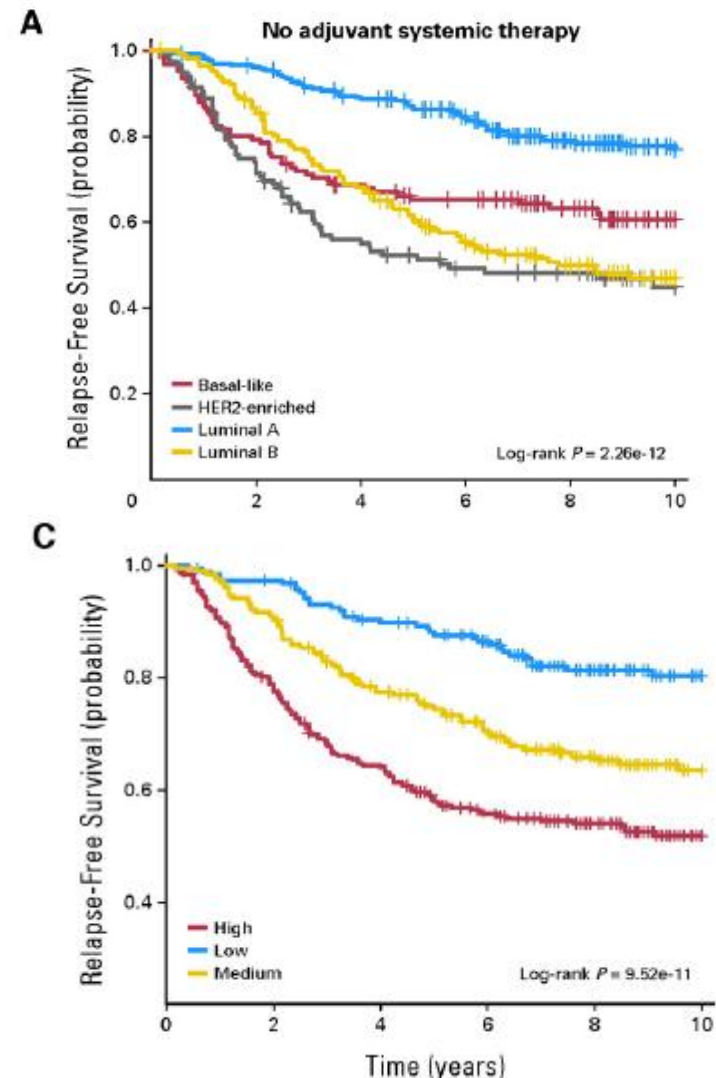 A
No adjuvant systemic therapy
Relapse-Free Survival (probability)
1.0
0.8
0.6
0.4
0.2
Basal-like
HER2-enriched
Luminal A
Luminal B
Log-rank P = 2.26e-12
0 2 4 6 8 10
C
Relapse-Free Survival (probability)
1.0
0.8
0.6
0.4
High
Low
Medium
Log-rank P = 9.52e-11
0 2 4 6 8 10
Time (years)